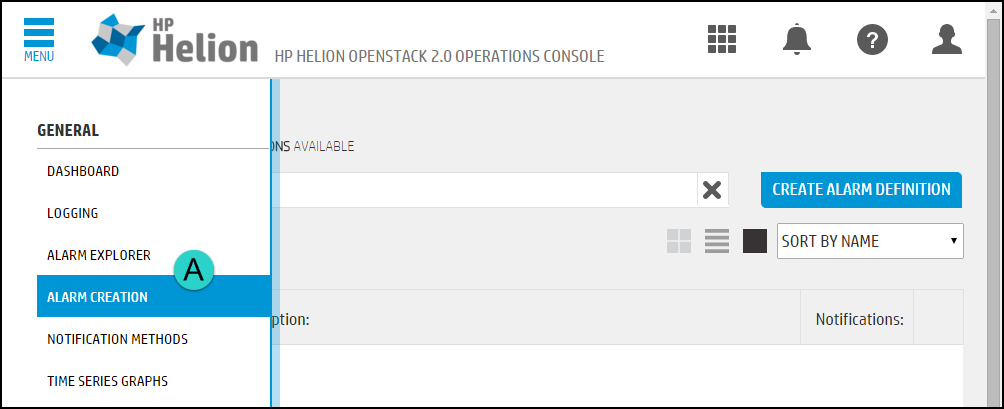 MENU
HP
Helion
HP HELION OPENSTACK 2.0 OPERATIONS CONSOLE
?
GENERAL
DASHBOARD
LOGGING
ALARM EXPLORER
A
ALARM CREATION
NOTIFICATION METHODS
TIME SERIES GRAPHS
ONS AVAILABLE
CREATE ALARM DEFINITION
SORT BY NAME
ption:
Notifications: